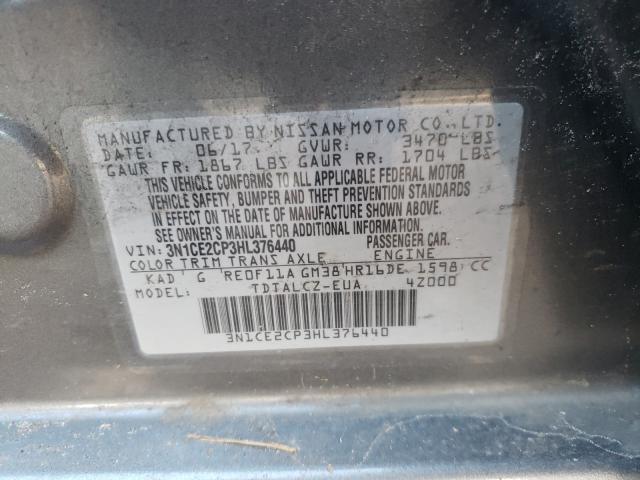 MANUFACTURED BY NISSAN MOTOR CO., LTD.
DATE: 06/17 GVWR: 3470 LBS
GAWR FR: 1867 LBS GAWR RR: 1704 LBS
THIS VEHICLE CONFORMS TO ALL APPLICABLE FEDERAL MOTOR
VEHICLE SAFETY, BUMPER AND THEFT PREVENTION STANDARDS
IN EFFECT ON THE DATE OF MANUFACTURE SHOWN ABOVE.
SEE OWNER'S MANUAL FOR ADDITIONAL INFORMATION
VIN: 3N1CE2CP3HL376440 PASSENGER CAR.
COLOR TRIM TRANS AXLE ENGINE
KAD G RE0F11A GM38 HR16DE 1598 CC
MODEL: TDTALCZ-EUA 4Z000
3N1CE2CP3HL376440